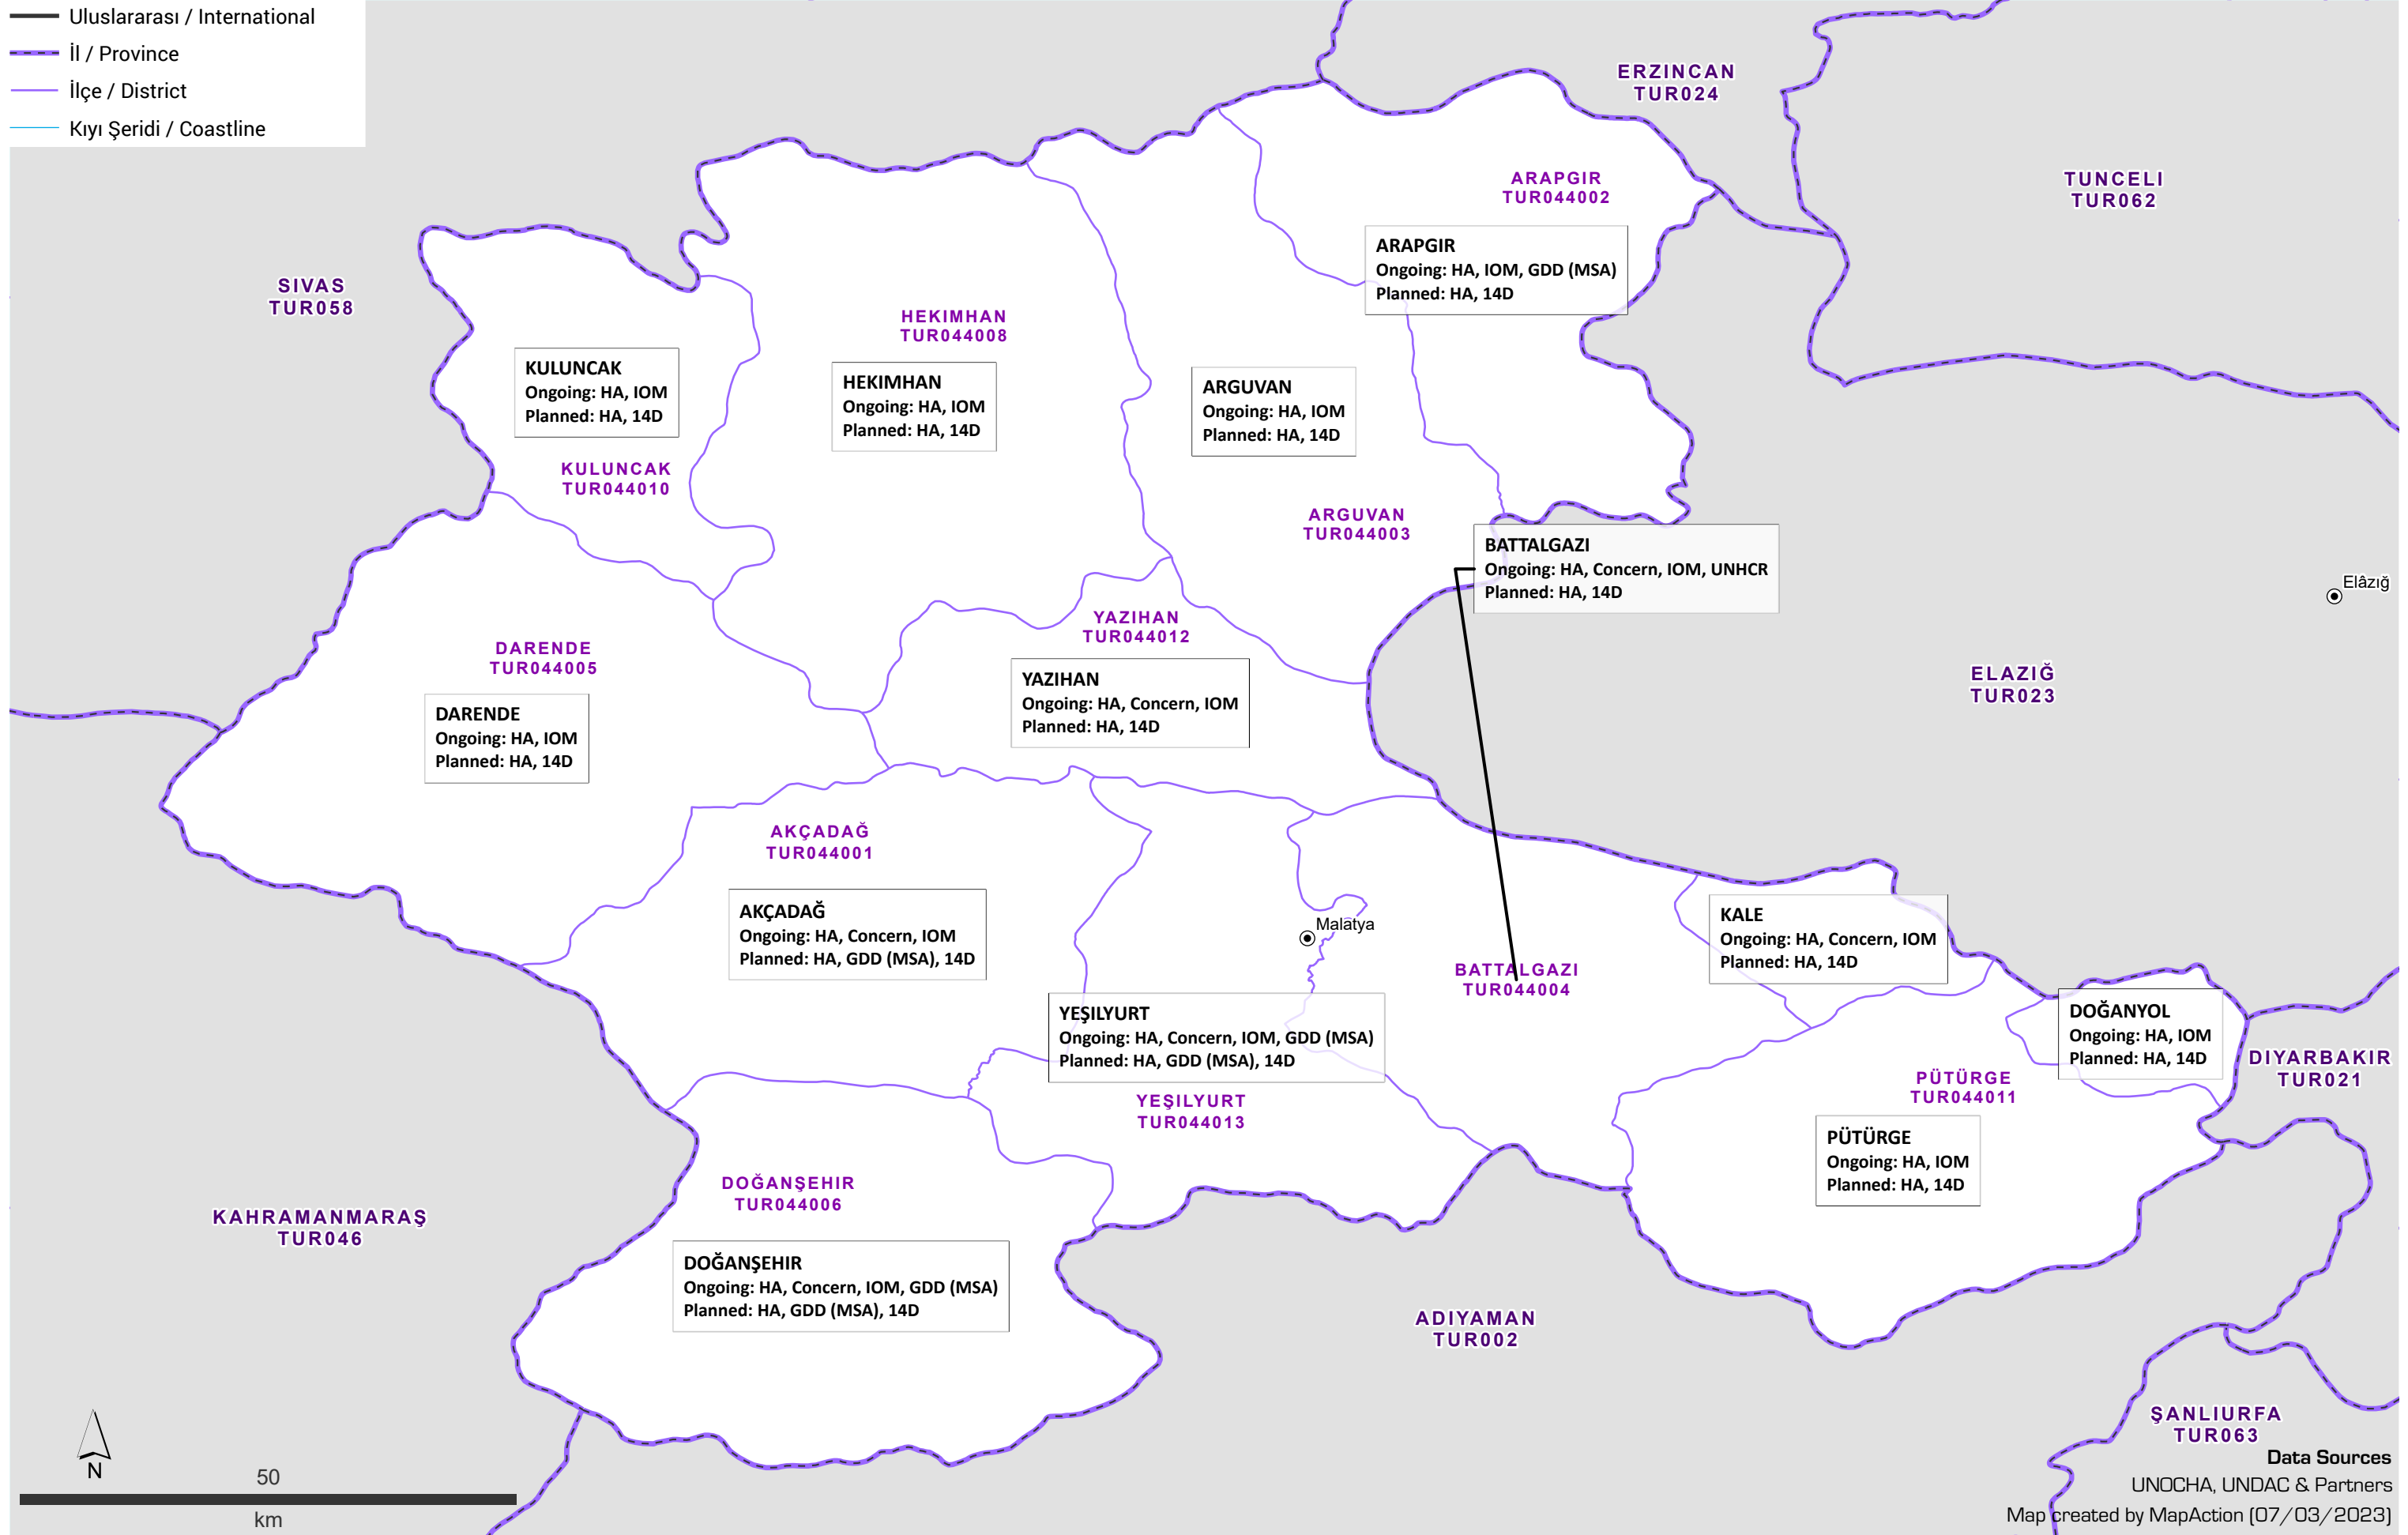 Uluslararası / International
İl / Province
İlçe / District
Kıyı Şeridi / Coastline
ERZINCAN
TUR024
TUNCELI
TUR062
ARAPGIR
TUR044002
ARAPGIR
Ongoing: HA, IOM, GDD (MSA)
Planned: HA, 14D
SIVAS
TUR058
HEKIMHAN
TUR044008
KULUNCAK
Ongoing: HA, IOM
Planned: HA, 14D
HEKIMHAN
Ongoing: HA, IOM
Planned: HA, 14D
ARGUVAN
Ongoing: HA, IOM
Planned: HA, 14D
KULUNCAK
TUR044010
ARGUVAN
TUR044003
BATTALGAZI
Ongoing: HA, Concern, IOM, UNHCR
Planned: HA, 14D
Elâzığ
YAZIHAN
TUR044012
DARENDE
TUR044005
YAZIHAN
Ongoing: HA, Concern, IOM
Planned: HA, 14D
ELAZIĞ
TUR023
DARENDE
Ongoing: HA, IOM
Planned: HA, 14D
AKÇADAĞ
TUR044001
AKÇADAĞ
Ongoing: HA, Concern, IOM
Planned: HA, GDD (MSA), 14D
Malatya
KALE
Ongoing: HA, Concern, IOM
Planned: HA, 14D
BATTALGAZI
TUR044004
YEŞILYURT
Ongoing: HA, Concern, IOM, GDD (MSA)
Planned: HA, GDD (MSA), 14D
DOĞANYOL
Ongoing: HA, IOM
Planned: HA, 14D
DIYARBAKIR
TUR021
PÜTÜRGE
TUR044011
YEŞILYURT
TUR044013
PÜTÜRGE
Ongoing: HA, IOM
Planned: HA, 14D
DOĞANŞEHIR
TUR044006
KAHRAMANMARAŞ
TUR046
DOĞANŞEHIR
Ongoing: HA, Concern, IOM, GDD (MSA)
Planned: HA, GDD (MSA), 14D
ADIYAMAN
TUR002
ŞANLIURFA
TUR063
N
50
km
Data Sources
UNOCHA, UNDAC & Partners
Map created by MapAction (07/03/2023)